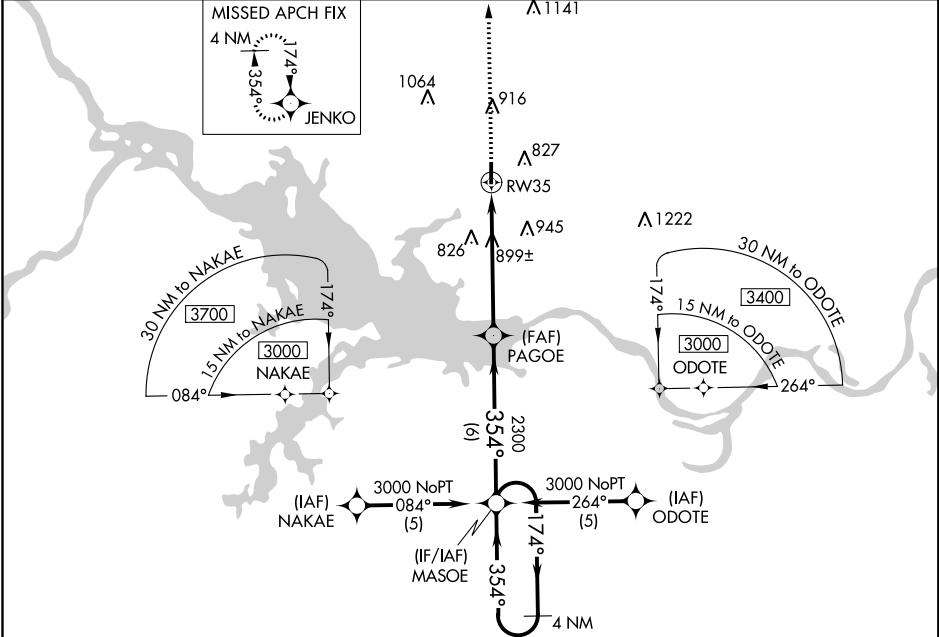 MISSED APCH FIX
4 NM
174°
354°
JENKO
1141
1064
916
827
RW35
945
826
899±
1222
30 NM to NAKAE
3700
15 NM to NAKAE
3000
NAKAE
174°
084°
30 NM to ODOTE
3400
15 NM to ODOTE
3000
ODOTE
174°
264°
(FAF)
PAGOE
2300
354°
(6)
(IAF)
NAKAE
3000 NoPT
084°
(5)
3000 NoPT
264°
(5)
(IAF)
ODOTE
(IF/IAF)
MASOE
174°
354°
4 NM